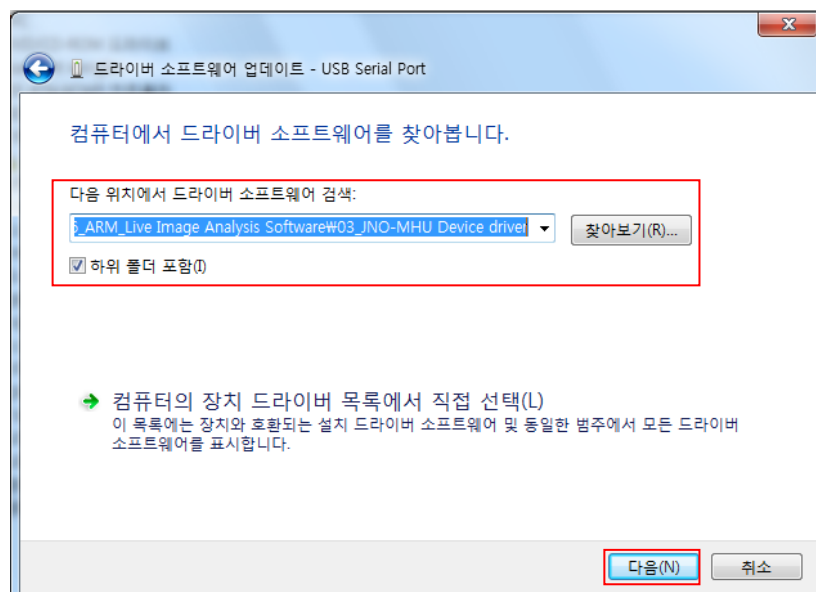 드라이버 소프트웨어 업데이트 - USB Serial Port
컴퓨터에서 드라이버 소프트웨어를 찾아봅니다.
다음 위치에서 드라이버 소프트웨어 검색:
_ARM_Live Image Analysis Software₩03_JNO-MHU Device driver
찾아보기(R)...
하위 폴더 포함(I)
컴퓨터의 장치 드라이버 목록에서 직접 선택(L)
이 목록에는 장치와 호환되는 설치 드라이버 소프트웨어 및 동일한 범주에서 모든 드라이버
소프트웨어를 표시합니다.
다음(N)
취소